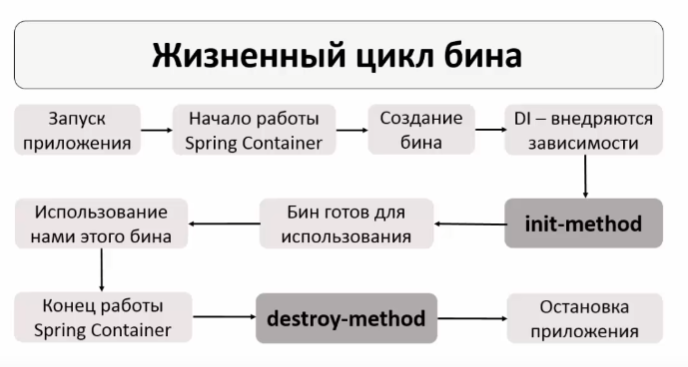 Жизненный цикл бина
Запуск
приложения
Начало работы
Spring Container
Создание
бина
DI – внедряются
зависимости
init-method
Бин готов для
использования
Использование
нами этого бина
Конец работы
Spring Container
destroy-method
Остановка
приложения